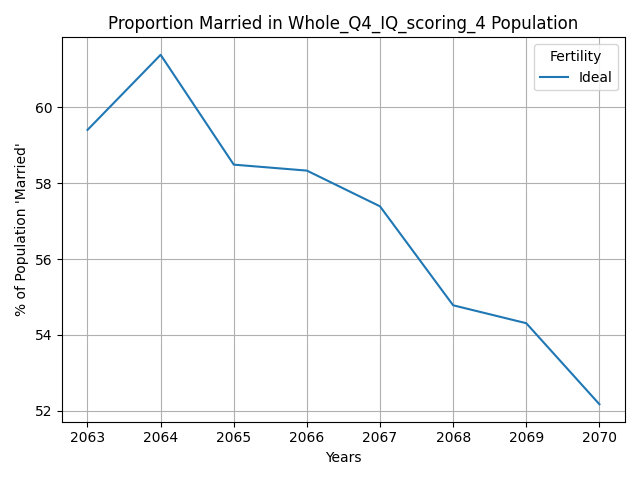 Proportion Married in Whole_Q4_IQ_scoring_4 Population
Fertility
Ideal
% of Population 'Married'
60
58
56
54
52
2063 2064 2065 2066 2067 2068 2069 2070
Years